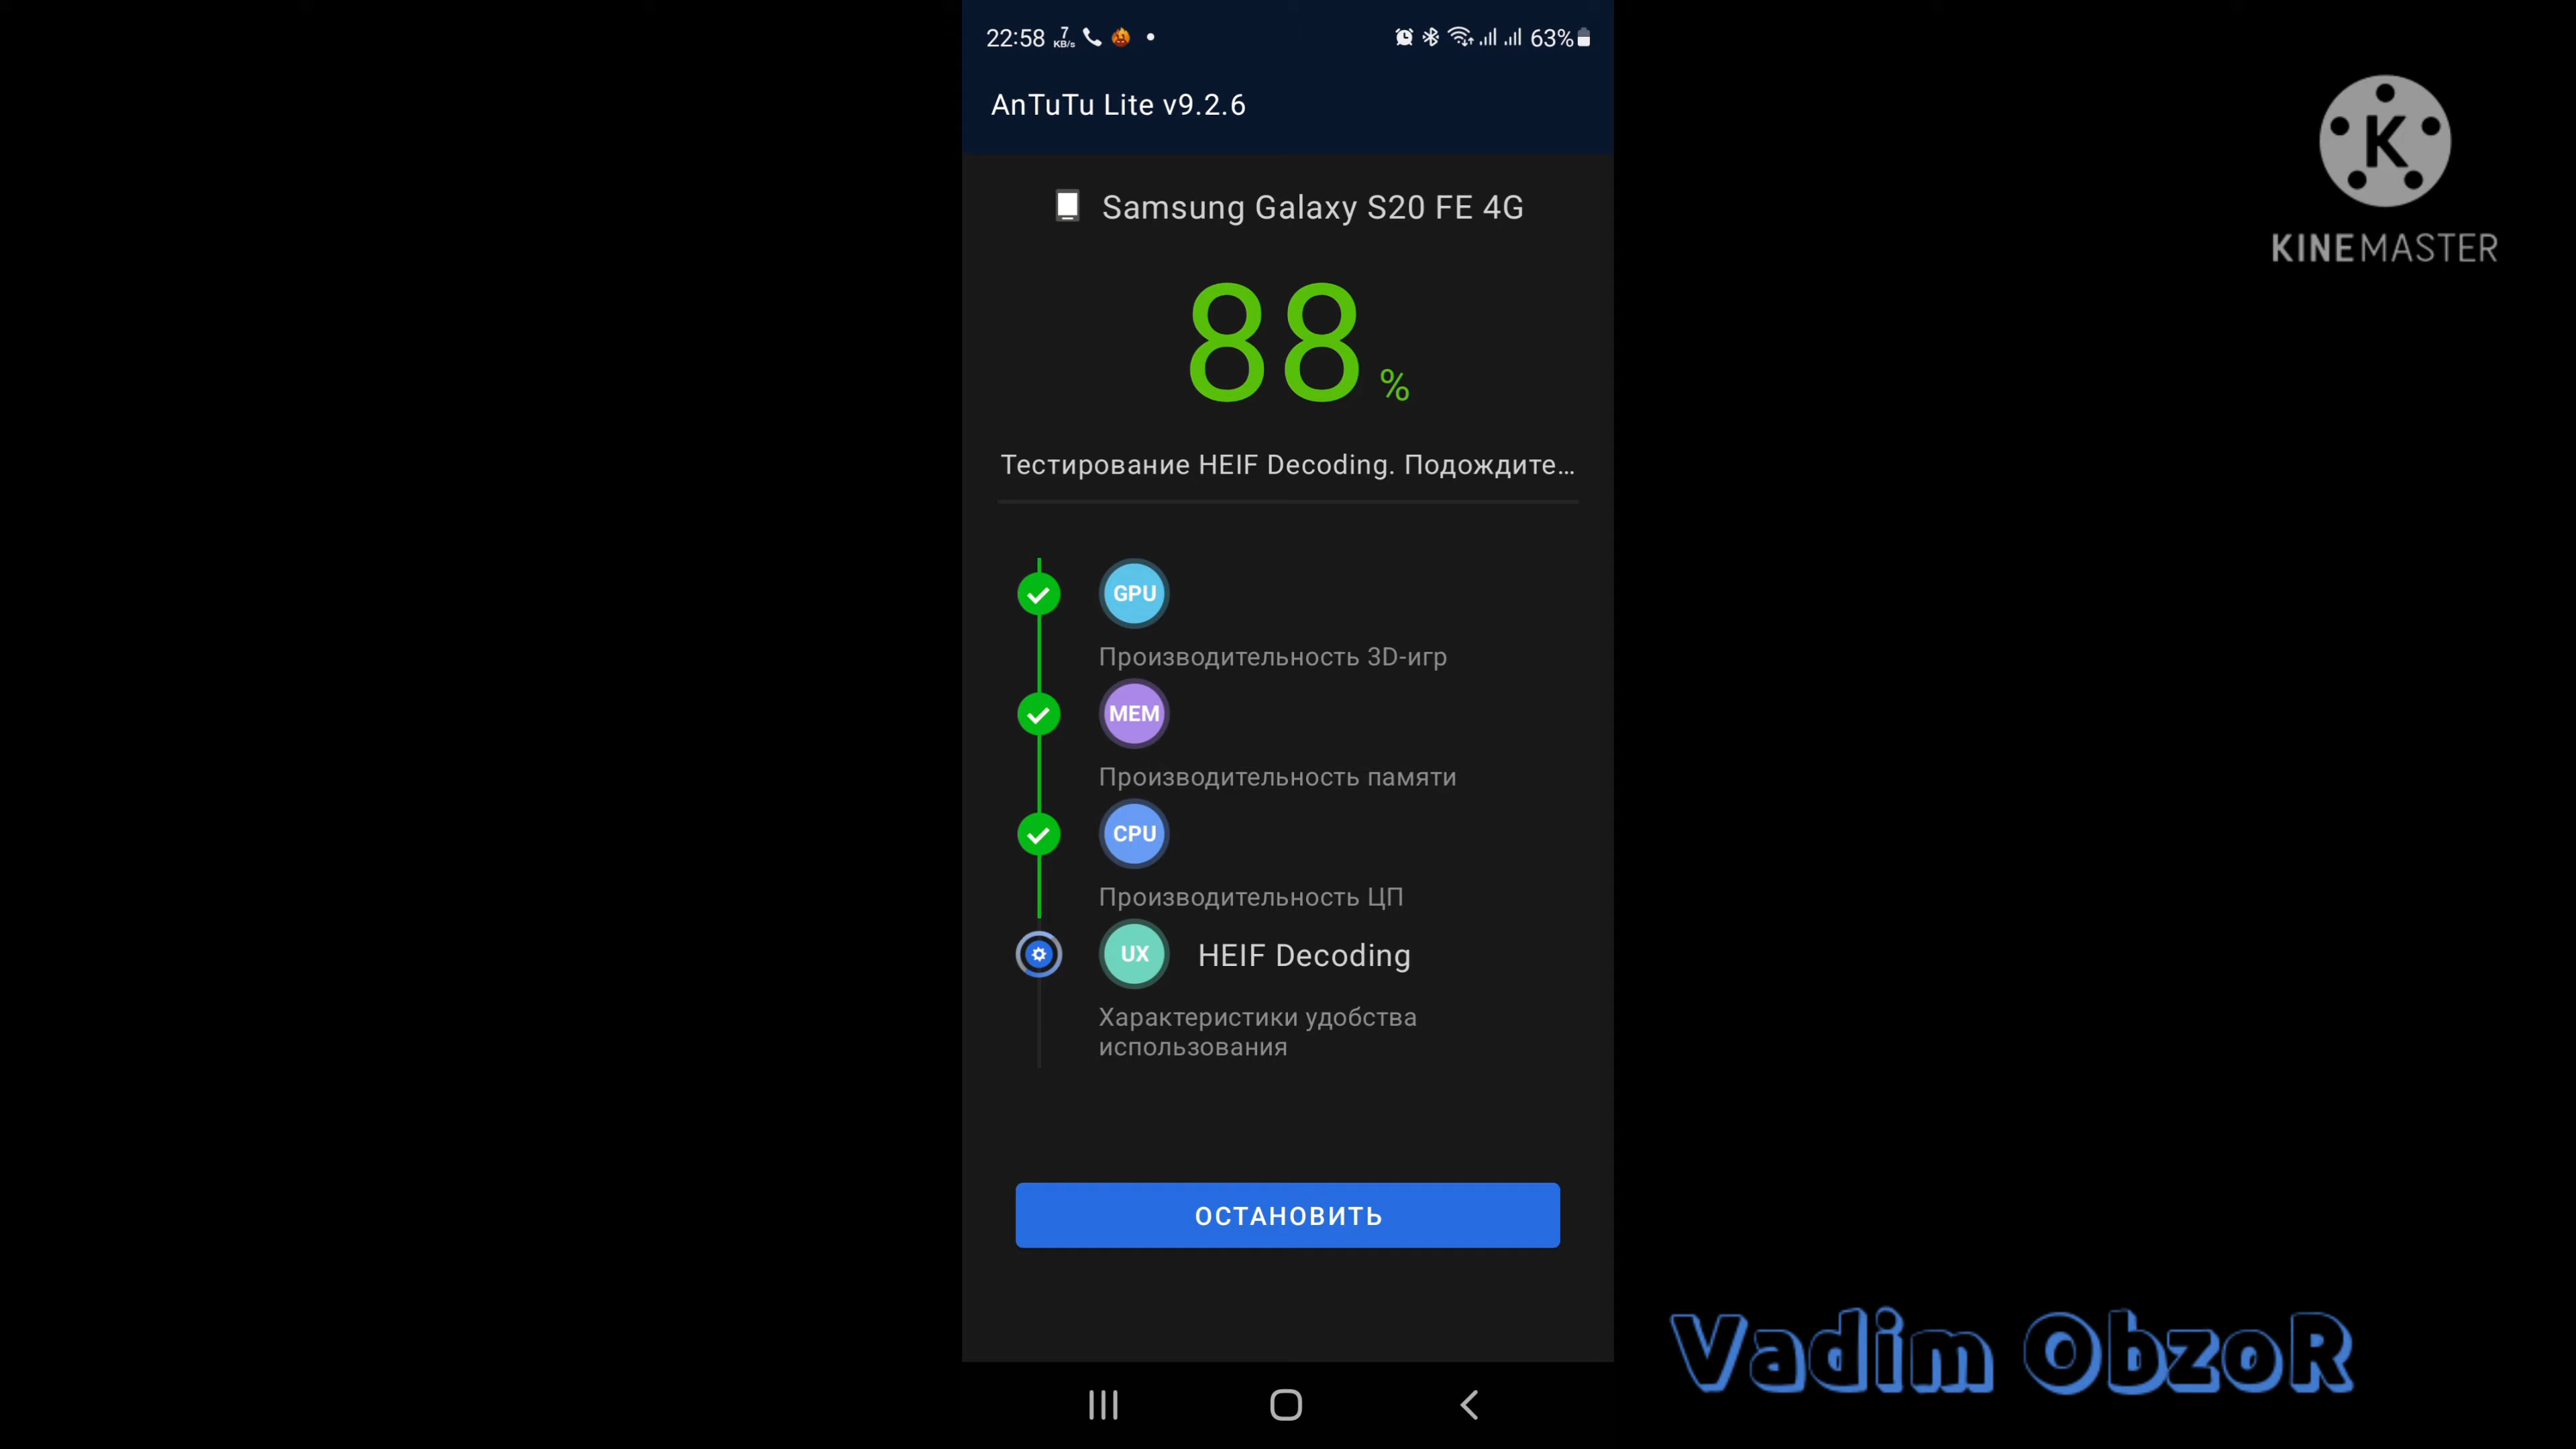 22:58 7 KB/s 63%
AnTuTu Lite v9.2.6
K
KINEMASTER
Samsung Galaxy S20 FE 4G
88 %
Тестирование HEIF Decoding. Подождите...
GPU
Производительность 3D-игр
MEM
Производительность памяти
CPU
Производительность ЦП
UX HEIF Decoding
Характеристики удобства
использования
ОСТАНОВИТЬ
Vadim ObzoR